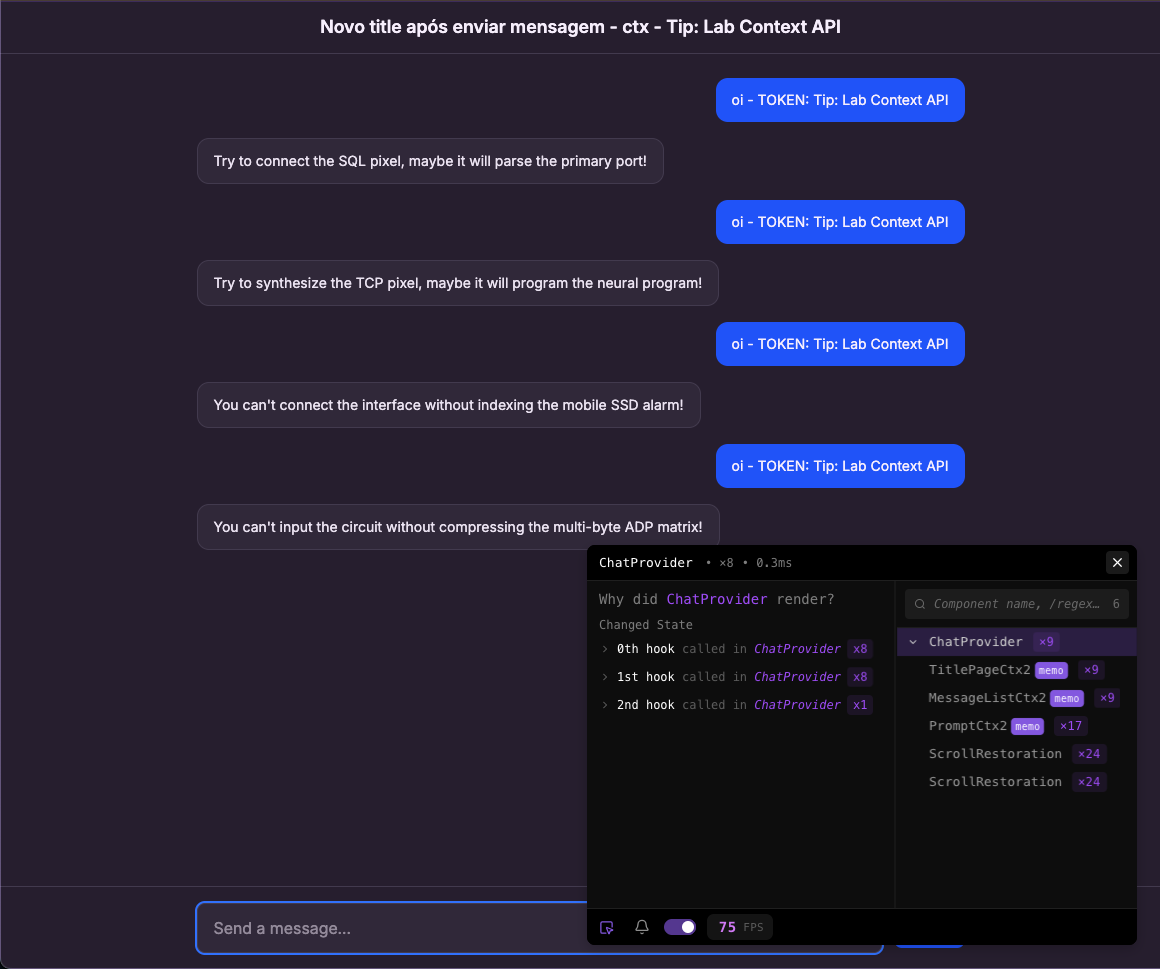 Novo title após enviar mensagem - ctx - Tip: Lab Context API
oi - TOKEN: Tip: Lab Context API
Try to connect the SQL pixel, maybe it will parse the primary port!
oi - TOKEN: Tip: Lab Context API
Try to synthesize the TCP pixel, maybe it will program the neural program!
oi - TOKEN: Tip: Lab Context API
You can't connect the interface without indexing the mobile SSD alarm!
oi - TOKEN: Tip: Lab Context API
You can't input the circuit without compressing the multi-byte ADP matrix!
ChatProvider • ×8 • 0.3ms
Why did ChatProvider render?
Changed State
0th hook called in ChatProvider x8
1st hook called in ChatProvider x8
2nd hook called in ChatProvider x1
Component name, /regex… 6
ChatProvider ×9
TitlePageCtx2 memo ×9
MessageListCtx2 memo ×9
PromptCtx2 memo ×17
ScrollRestoration ×24
ScrollRestoration ×24
75 FPS
Send a message...